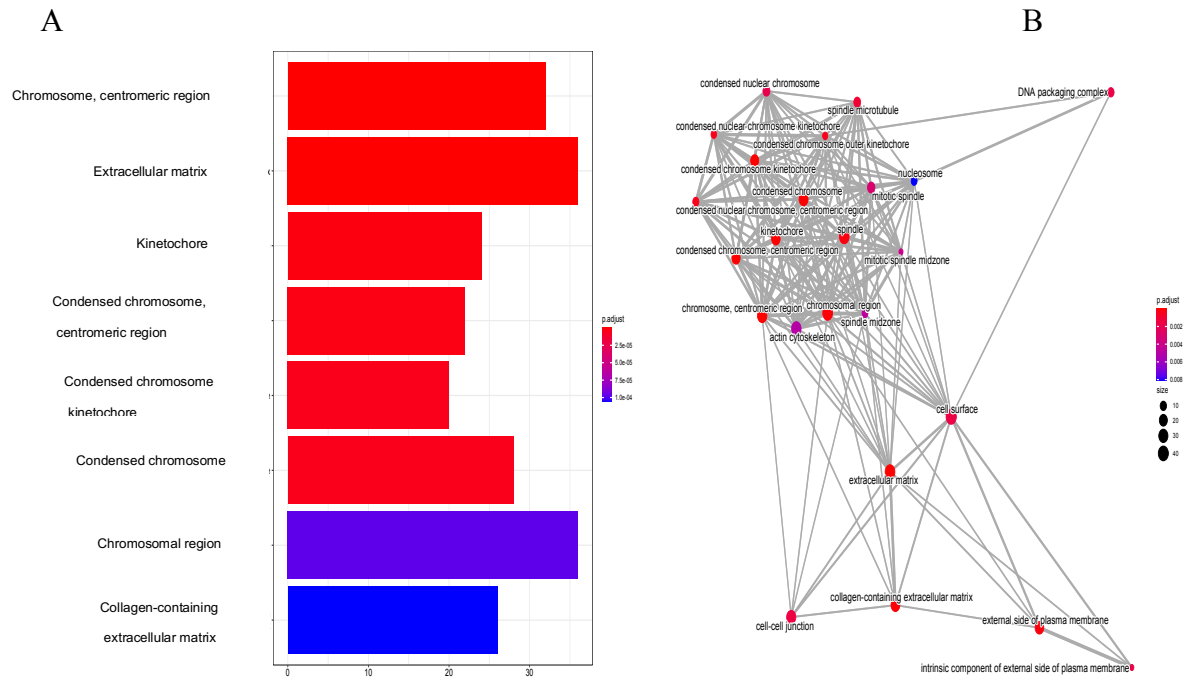 A
B
Chromosome, centromeric region
Extracellular matrix
Kinetochore
Condensed chromosome,
centromeric region
Condensed chromosome
kinetochore
Condensed chromosome
Chromosomal region
Collagen-containing
extracellular matrix
0
10
20
30
p.adjust
2.5e-05
5.0e-05
7.5e-05
1.0e-04
condensed nuclear chromosome
DNA packaging complex
spindle microtubule
condensed nuclear chromosome kinetochore
condensed chromosome outer kinetochore
condensed chromosome kinetochore
nucleosome
condensed chromosome
mitotic spindle
condensed nuclear chromosome, centromeric region
kinetochore
spindle
condensed chromosome, centromeric region
mitotic spindle midzone
chromosome, centromeric region
chromosomal region
spindle midzone
actin cytoskeleton
cell surface
extracellular matrix
collagen-containing extracellular matrix
cell-cell junction
external side of plasma membrane
intrinsic component of external side of plasma membrane
p.adjust
0.002
0.004
0.006
0.008
size
10
20
30
40